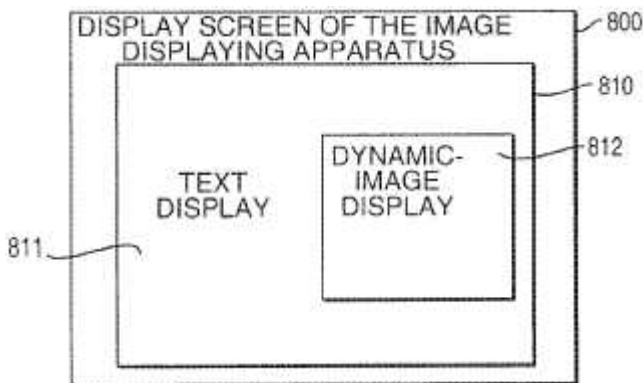 DISPLAY SCREEN OF THE IMAGE
DISPLAYING APPARATUS
800
810
812
DYNAMIC-
IMAGE
DISPLAY
TEXT
DISPLAY
811